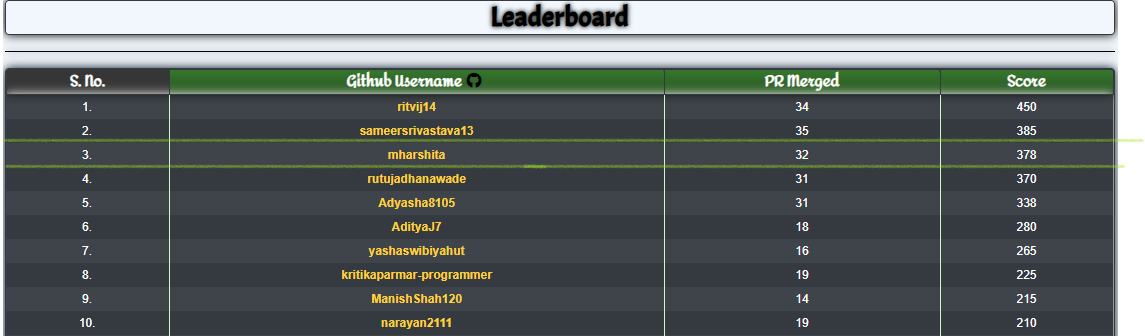 Leaderboard
S. No. Github Username PR Merged Score
1. ritvij14 34 450
2. sameersrivastava13 35 385
3. mharshita 32 378
4. rutujadhanawade 31 370
5. Adyasha8105 31 338
6. AdityaJ7 18 280
7. yashaswibiyahut 16 265
8. kritikaparmar-programmer 19 225
9. ManishShah120 14 215
10. narayan2111 19 210